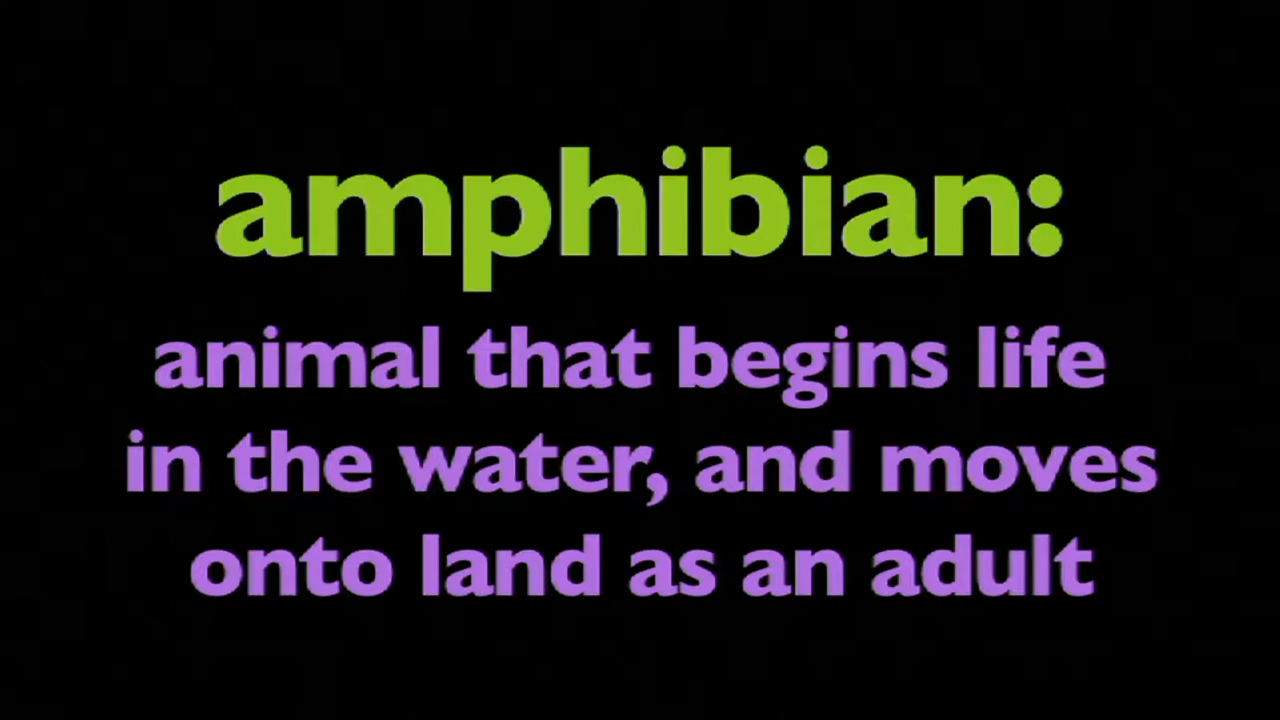 amphibian:
animal that begins life
in the water, and moves
onto land as an adult